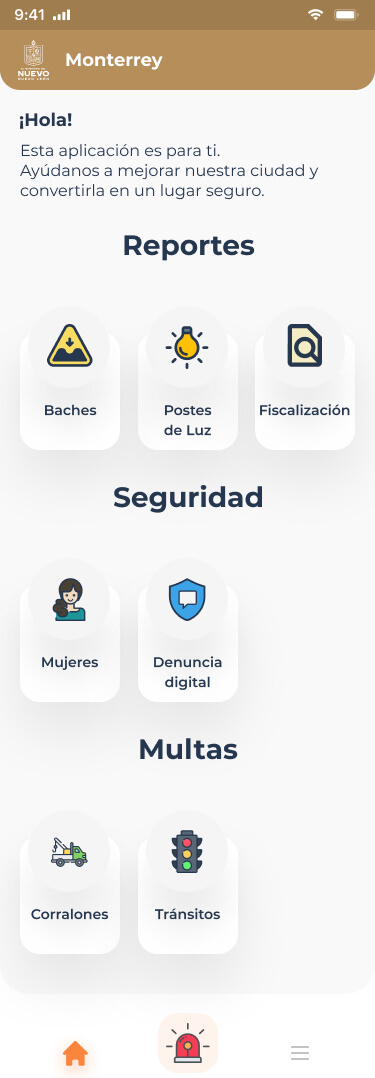 9:41
NUEVO
Monterrey
¡Hola!
Esta aplicación es para ti.
Ayúdanos a mejorar nuestra ciudad y
convertirla en un lugar seguro.
Reportes
Baches
Postes
de Luz
Fiscalización
Seguridad
Mujeres
Denuncia
digital
Multas
Corralones
Tránsitos